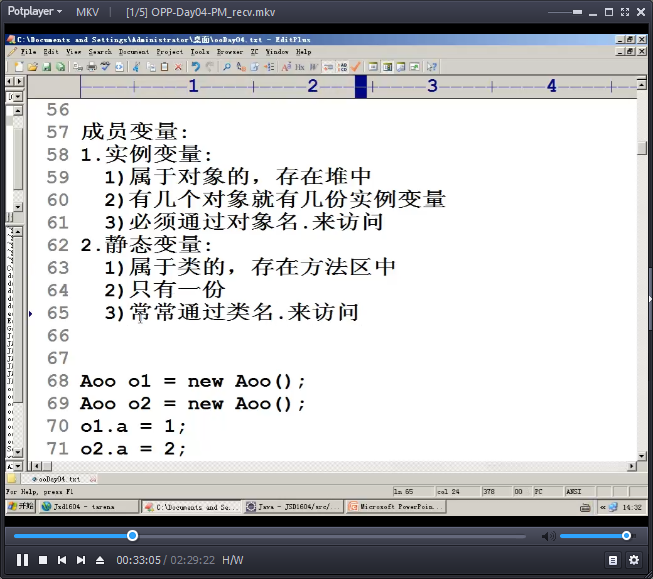 Potplayer MKV [1/5] OPP-Day04-PM_recv.mkv
C:\Documents and Settings\Administrator\桌面\ooDay04.txt - EditPlus
File Edit View Search Document Project Tools Browser ZC Window Help
1 2 3 4
56
57 成员变量:
58 1.实例变量:
59 1)属于对象的，存在堆中
60 2)有几个对象就有几份实例变量
61 3)必须通过对象名.来访问
62 2.静态变量:
63 1)属于类的，存在方法区中
64 2)只有一份
65 3)常常通过类名.来访问
66
67
68 Aoo o1 = new Aoo();
69 Aoo o2 = new Aoo();
70 o1.a = 1;
71 o2.a = 2;
ooDay04.txt
For Help, press F1 ln 65 col 24 378 00 PC ANSI
开始 Jsd1604 - tarena C:\Documents and Se... Java - JSD1604/src/... Microsoft PowerPoin... 14:32
00:33:05 / 02:29:22 H/W